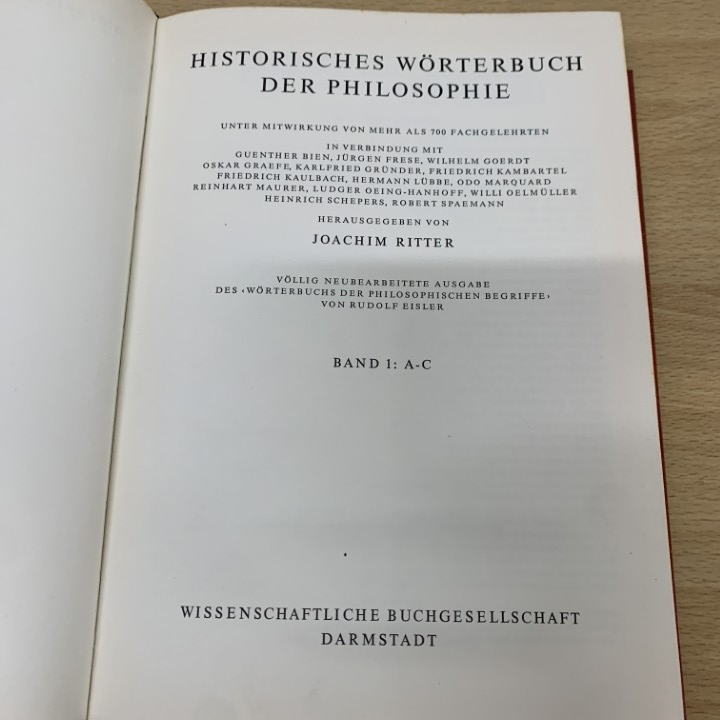 HISTORISCHES WÖRTERBUCH
DER PHILOSOPHIE
UNTER MITWIRKUNG VON MEHR ALS 700 FACHGELEHRTEN
IN VERBINDUNG MIT
GUENTHER BIEN, JÜRGEN FRESE, WILHELM GOERDT
OSKAR GRAEFE, KARLFRIED GRÜNDER, FRIEDRICH KAMBARTEL
FRIEDRICH KAULBACH, HERMANN LÜBBE, ODO MARQUARD
REINHART MAURER, LUDGER OEING-HANHOFF, WILLI OELMÜLLER
HEINRICH SCHEPERS, ROBERT SPAEMANN
HERAUSGEGEBEN VON
JOACHIM RITTER
VÖLLIG NEUBEARBEITETE AUSGABE
DES ‹WÖRTERBUCHS DER PHILOSOPHISCHEN BEGRIFFE›
VON RUDOLF EISLER
BAND 1: A-C
WISSENSCHAFTLICHE BUCHGESELLSCHAFT
DARMSTADT